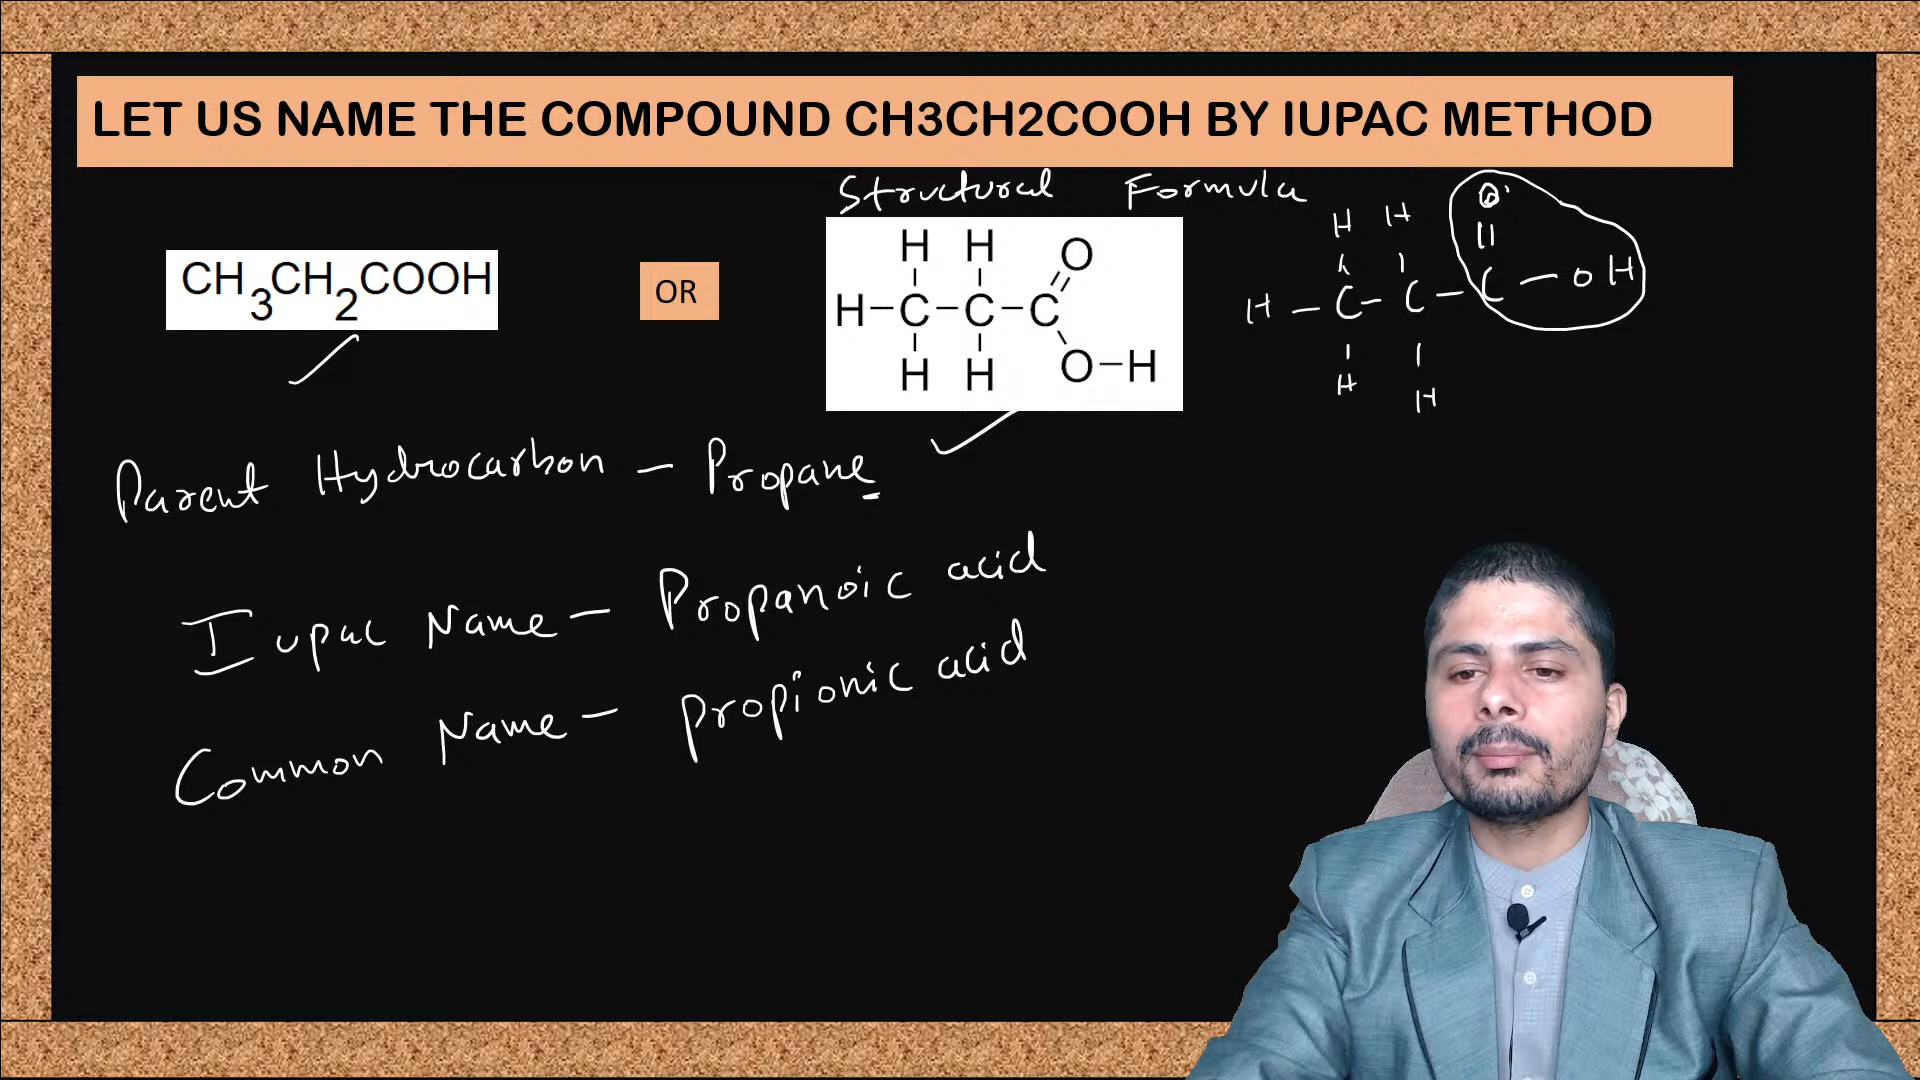 LET US NAME THE COMPOUND CH3CH2COOH BY IUPAC METHOD
Structural Formula
CH3CH2COOH
OR
H H O
H-C-C-C
H H O-H
H H O
H-C-C-C-OH
H H
Parent Hydrocarbon - Propane
Iupac Name - Propanoic acid
Common Name - propionic acid